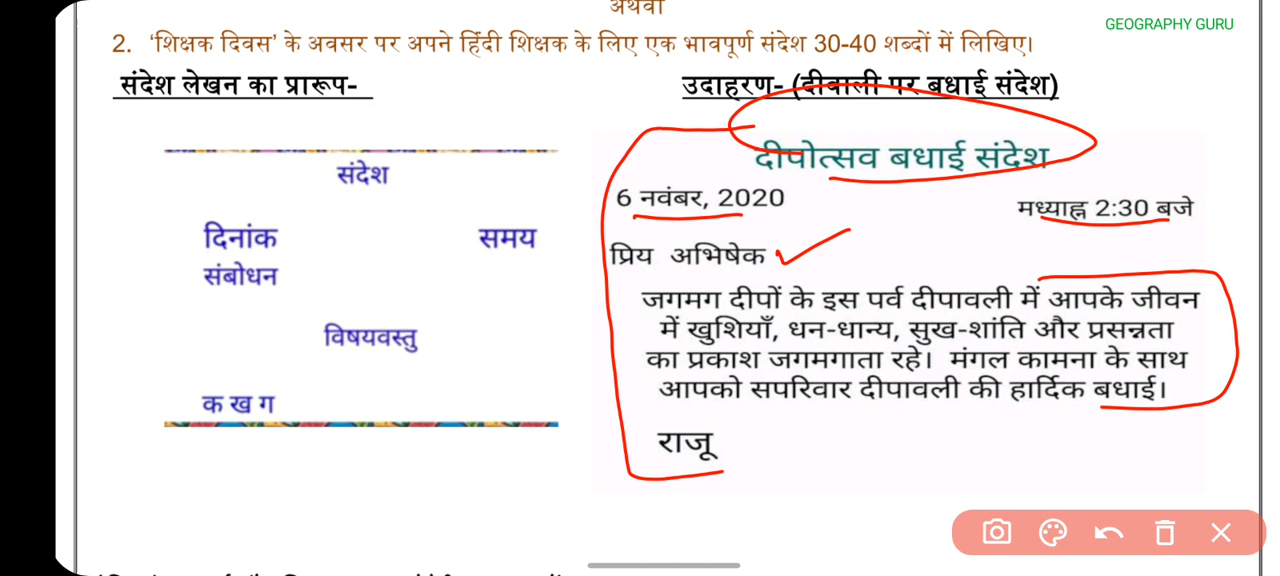 अथवा
GEOGRAPHY GURU
2. ‘शिक्षक दिवस’ के अवसर पर अपने हिंदी शिक्षक के लिए एक भावपूर्ण संदेश 30-40 शब्दों में लिखिए।
संदेश लेखन का प्रारूप-
उदाहरण- (दीवाली पर बधाई संदेश)
संदेश
दिनांक समय
संबोधन
विषयवस्तु
क ख ग
दीपोत्सव बधाई संदेश
6 नवंबर, 2020 मध्याह्न 2:30 बजे
प्रिय अभिषेक
जगमग दीपों के इस पर्व दीपावली में आपके जीवन
में खुशियाँ, धन-धान्य, सुख-शांति और प्रसन्नता
का प्रकाश जगमगाता रहे। मंगल कामना के साथ
आपको सपरिवार दीपावली की हार्दिक बधाई।
राजू